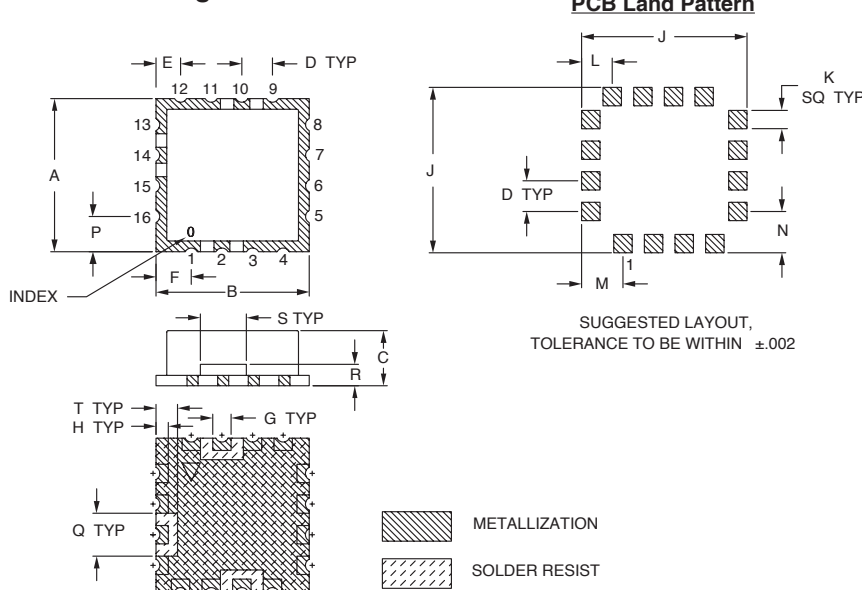 PCB Land Pattern
E
D TYP
12 11 10 9
13
14
15
16
8
7
6
5
A
P
0
1 2 3 4
F
B
INDEX
J
L
K
SQ TYP
J
D TYP
N
1
M
SUGGESTED LAYOUT,
TOLERANCE TO BE WITHIN ±.002
S TYP
C
R
T TYP
H TYP
G TYP
Q TYP
METALLIZATION
SOLDER RESIST